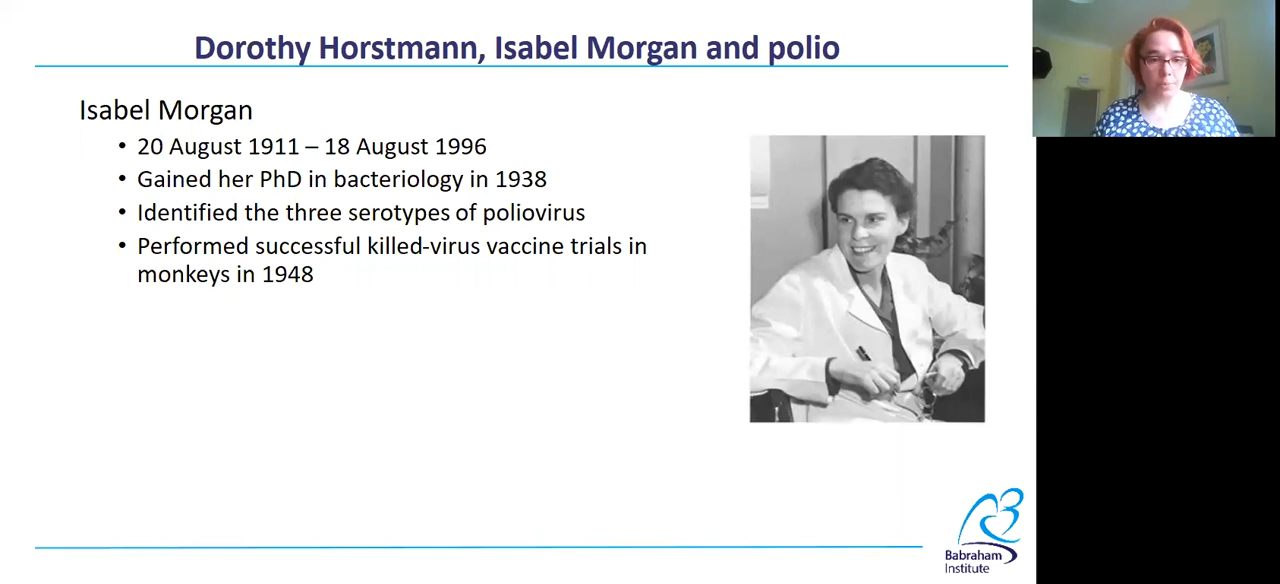 Dorothy Horstmann, Isabel Morgan and polio
Isabel Morgan
• 20 August 1911 – 18 August 1996
• Gained her PhD in bacteriology in 1938
• Identified the three serotypes of poliovirus
• Performed successful killed-virus vaccine trials in
monkeys in 1948
Babraham
Institute